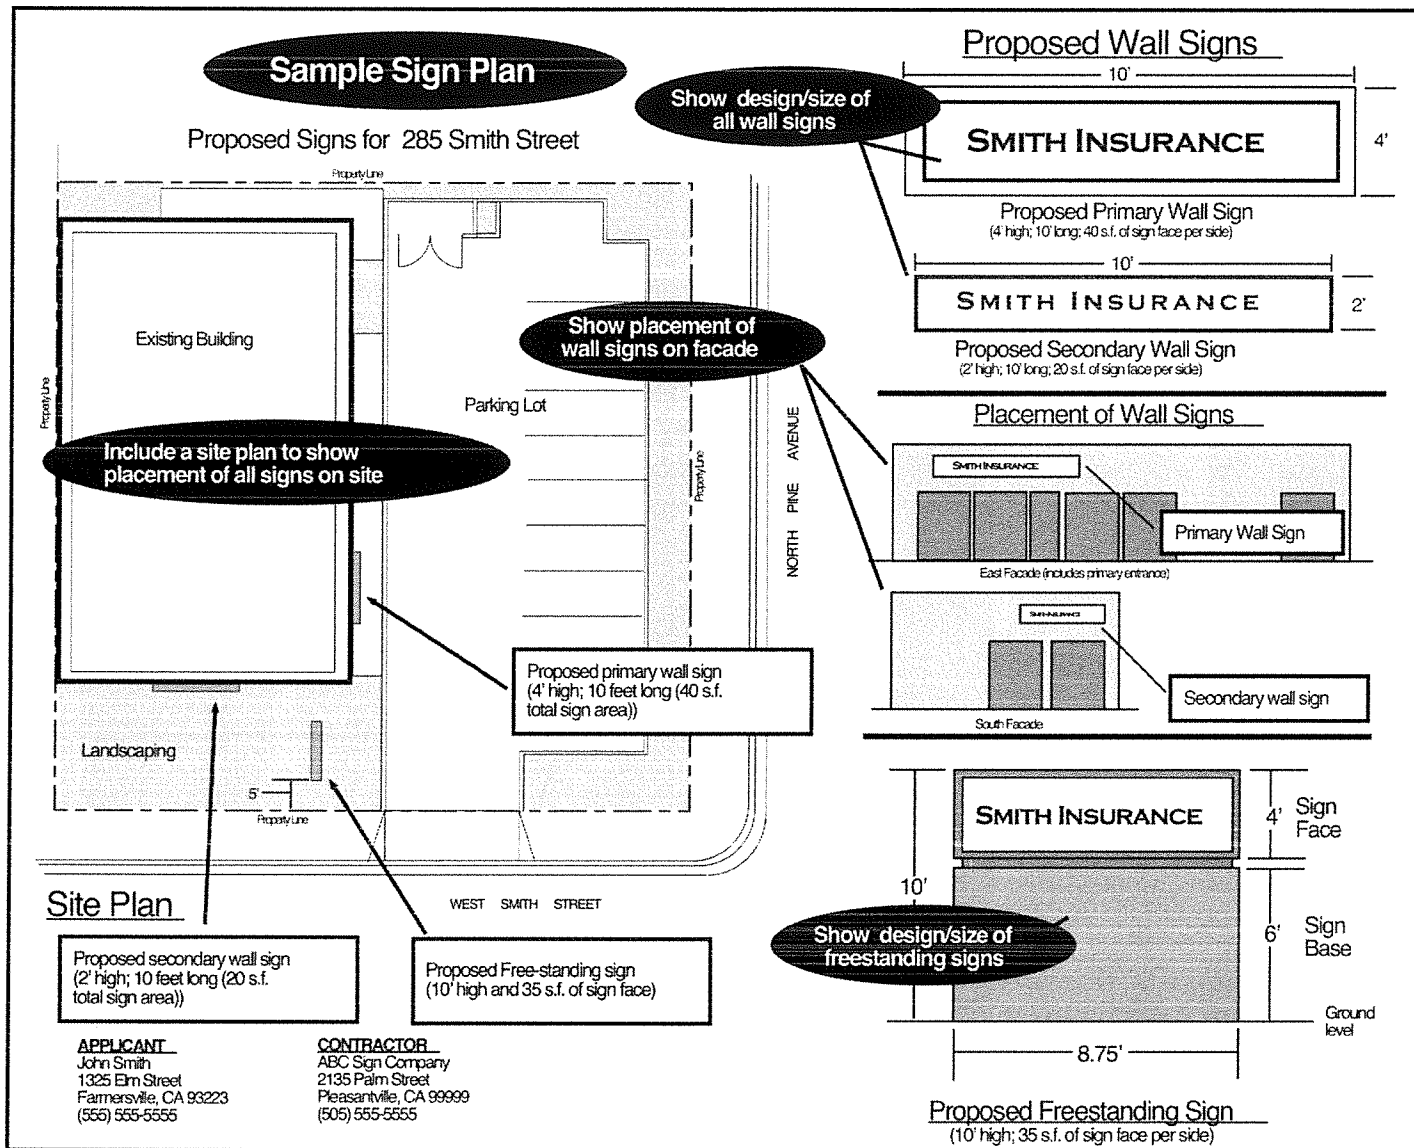 Sample Sign Plan
Proposed Signs for 285 Smith Street
Property Line
Existing Building
Property Line
Include a site plan to show
placement of all signs on site
Parking Lot
Property Line
NORTH PINE AVENUE
Proposed primary wall sign
(4' high; 10 feet long (40 s.f.
total sign area))
Landscaping
5'
Property Line
WEST SMITH STREET
Site Plan
Proposed secondary wall sign
(2' high; 10 feet long (20 s.f.
total sign area))
Proposed Free-standing sign
(10' high and 35 s.f. of sign face)
APPLICANT
John Smith
1325 Elm Street
Farmersville, CA 93223
(555) 555-5555
CONTRACTOR
ABC Sign Company
2135 Palm Street
Pleasantville, CA 99999
(505) 555-5555
Proposed Wall Signs
10'
Show design/size of
all wall signs
SMITH INSURANCE
4'
Proposed Primary Wall Sign
(4' high; 10' long; 40 s.f. of sign face per side)
10'
SMITH INSURANCE
2'
Proposed Secondary Wall Sign
(2' high; 10' long; 20 s.f. of sign face per side)
Show placement of
wall signs on facade
Placement of Wall Signs
SMITH INSURANCE
Primary Wall Sign
East Facade (includes primary entrance)
SMITH INSURANCE
Secondary wall sign
South Facade
SMITH INSURANCE
4'
Sign
Face
10'
Show design/size of
freestanding signs
6'
Sign
Base
Ground
level
8.75'
Proposed Freestanding Sign
(10' high; 35 s.f. of sign face per side)